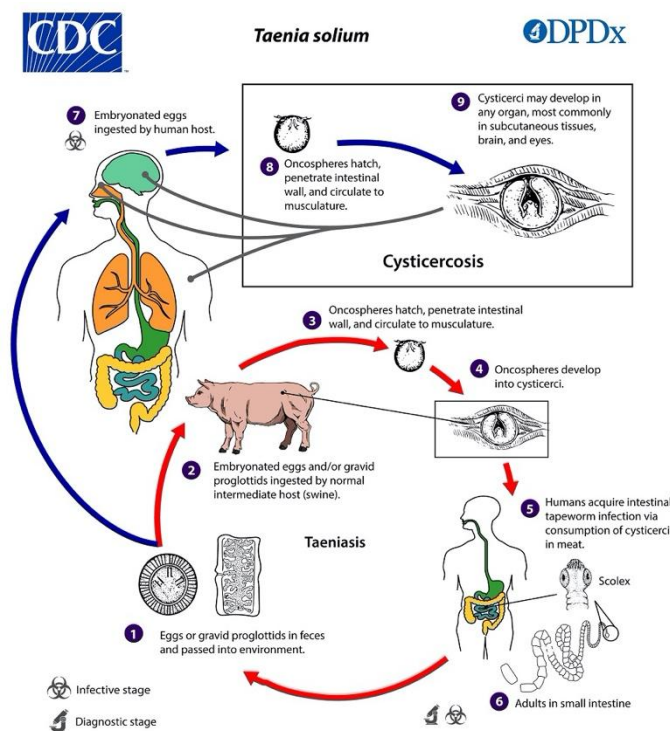 CDC
Taenia solium
DPDx
7 Embryonated eggs
ingested by human host.
8 Oncospheres hatch,
penetrate intestinal
wall, and circulate to
musculature.
9 Cysticerci may develop in
any organ, most commonly
in subcutaneous tissues,
brain, and eyes.
Cysticercosis
3 Oncospheres hatch, penetrate intestinal
wall, and circulate to musculature.
4 Oncospheres develop
into cysticerci.
2 Embryonated eggs and/or gravid
proglottids ingested by normal
intermediate host (swine).
5 Humans acquire intestinal
tapeworm infection via
consumption of cysticerci
in meat.
Taeniasis
Scolex
1 Eggs or gravid proglottids in feces
and passed into environment.
6 Adults in small intestine
Infective stage
Diagnostic stage